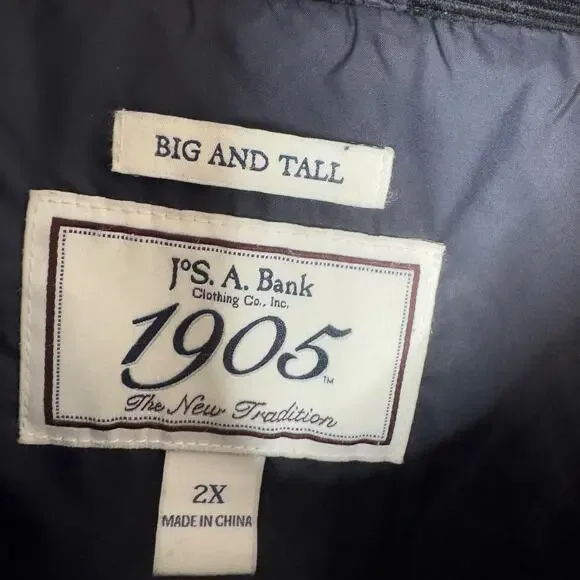 BIG AND TALL
JoS. A. Bank
Clothing Co., Inc.
1905
TM
The New Tradition
2X
MADE IN CHINA